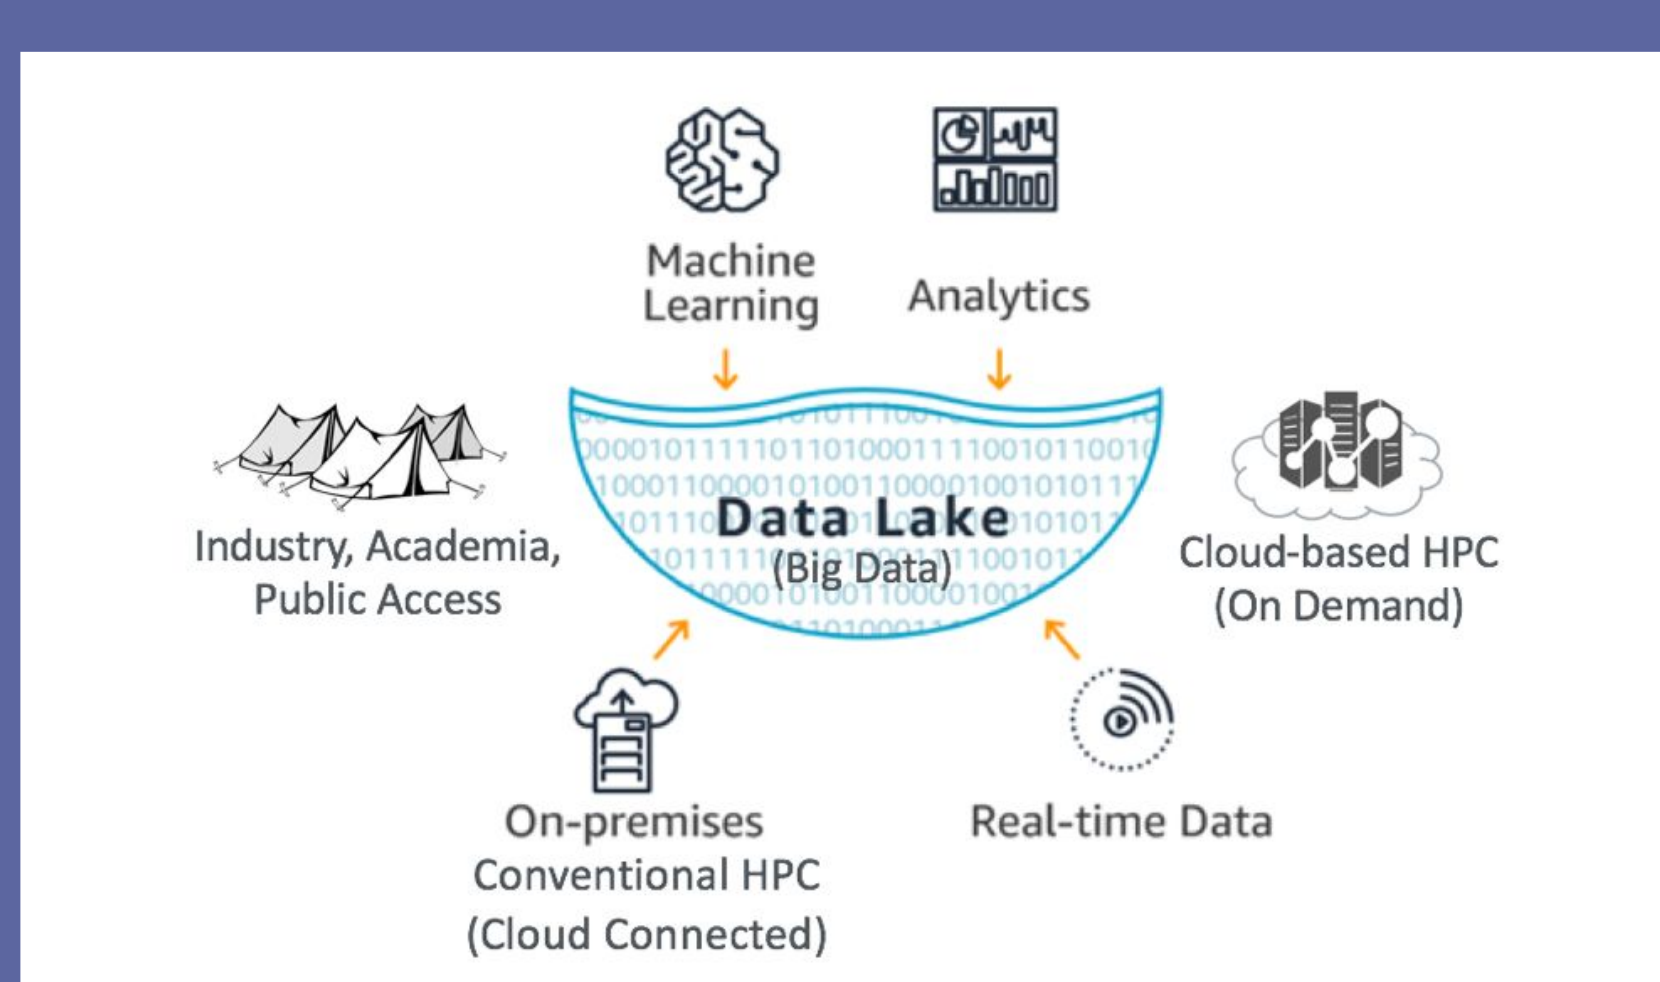 Machine
Learning
Analytics
Industry, Academia,
Public Access
Data Lake
(Big Data)
Cloud-based HPC
(On Demand)
On-premises
Conventional HPC
(Cloud Connected)
Real-time Data